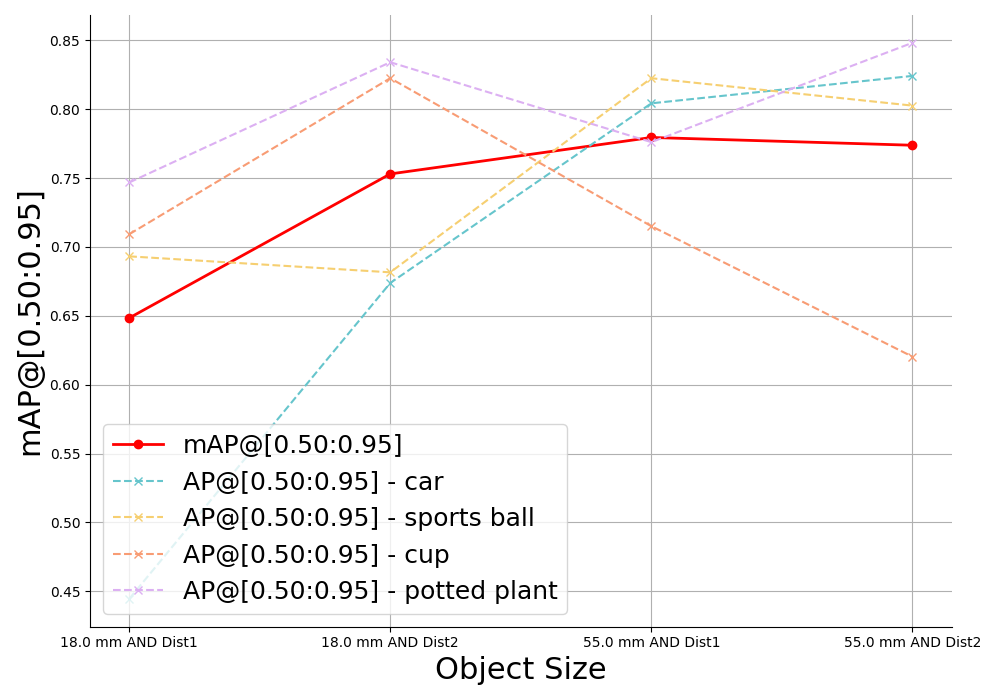 mAP@[0.50:0.95]
0.85
0.80
0.75
0.70
0.65
0.60
0.55
0.50
0.45
mAP@[0.50:0.95]
AP@[0.50:0.95] - car
AP@[0.50:0.95] - sports ball
AP@[0.50:0.95] - cup
AP@[0.50:0.95] - potted plant
18.0 mm AND Dist1
18.0 mm AND Dist2
55.0 mm AND Dist1
55.0 mm AND Dist2
Object Size